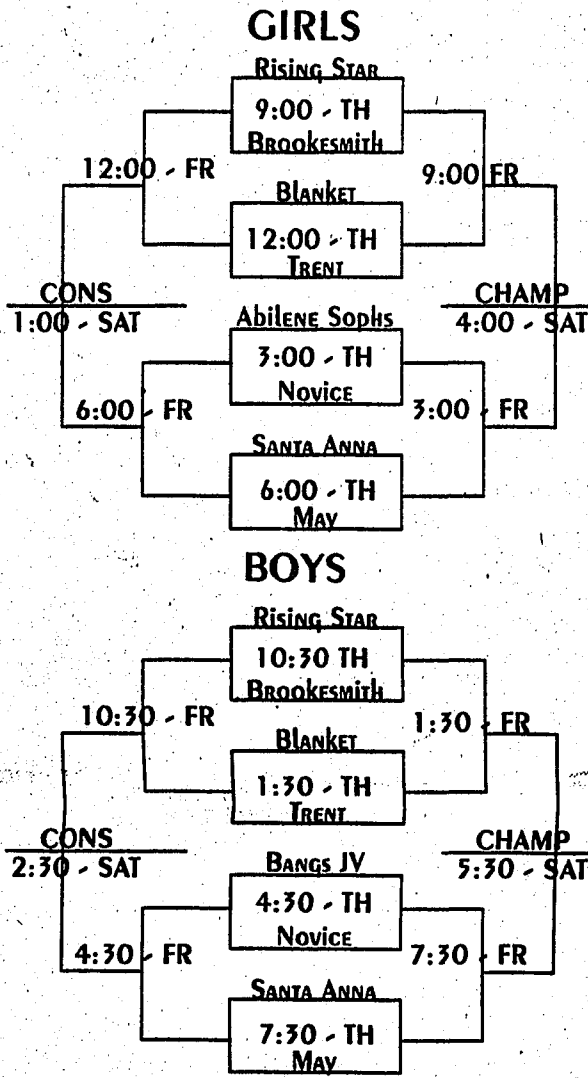 GIRLS
Rising Star
9:00 - TH
Brookesmith
12:00 - FR
9:00 FR
Blanket
12:00 - TH
Trent
CONS
1:00 - SAT
CHAMP
4:00 - SAT
Abilene Sophs
3:00 - TH
Novice
6:00 - FR
3:00 - FR
Santa Anna
6:00 - TH
May
BOYS
Rising Star
10:30 TH
Brookesmith
10:30 - FR
1:30 - FR
Blanket
1:30 - TH
Trent
CONS
2:30 - SAT
CHAMP
5:30 - SAT
Bangs JV
4:30 - TH
Novice
4:30 - FR
7:30 - FR
Santa Anna
7:30 - TH
May